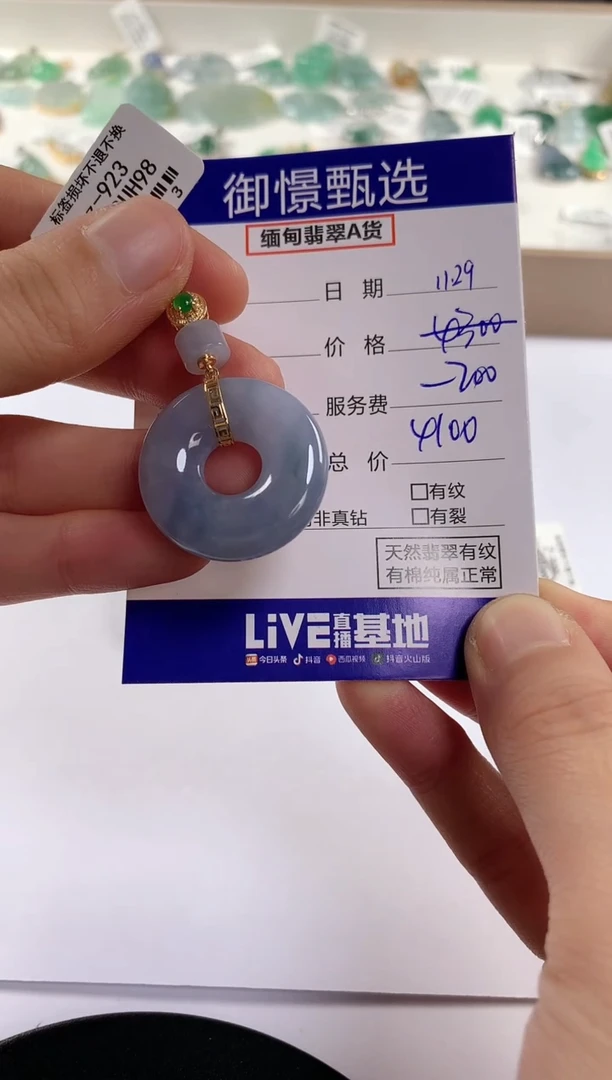 标签损坏不退不换
-923
UH98
3
御憬甄选
缅甸翡翠A货
日 期 11.29
价 格 4300
-200
服务费
4100
总 价
□有纹
非真钻 □有裂
天然翡翠有纹
有棉纯属正常
LiVE直播基地
今日头条 抖音 西瓜视频 抖音火山版